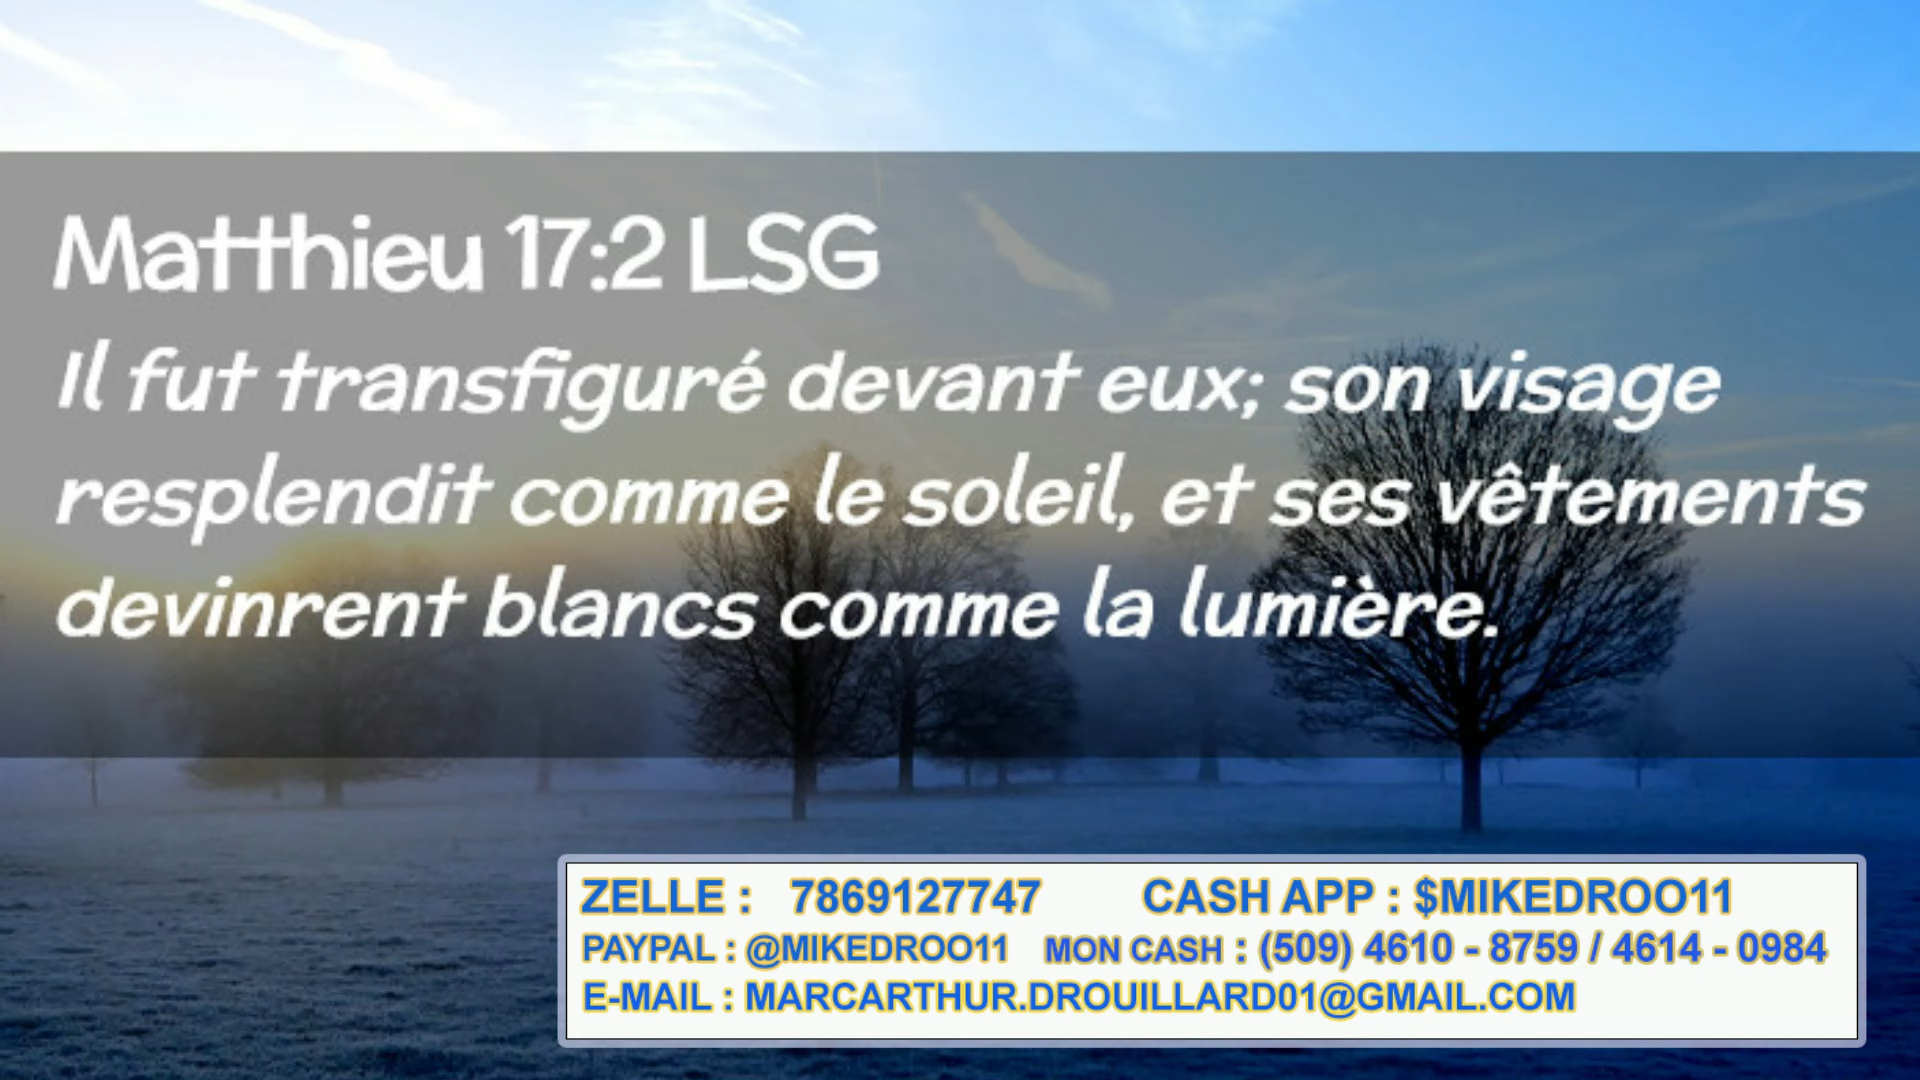 Matthieu 17:2 LSG
Il fut transfiguré devant eux; son visage
resplendit comme le soleil, et ses vêtements
devinrent blancs comme la lumière.
ZELLE : 7869127747 CASH APP : $MIKEDROO11
PAYPAL : @MIKEDROO11 MON CASH : (509) 4610 - 8759 / 4614 - 0984
E-MAIL : MARCARTHUR.DROUILLARD01@GMAIL.COM